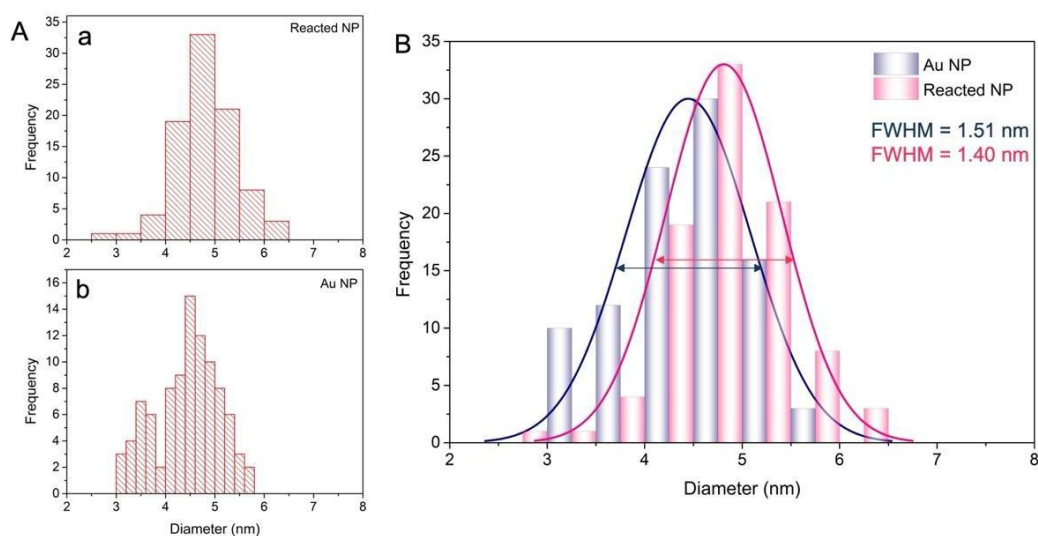 A
a
Reacted NP
35
30
25
20
15
10
5
0
Frequency
2 3 4 5 6 7 8
b
Au NP
16
14
12
10
8
6
4
2
0
Frequency
2 3 4 5 6 7 8
Diameter (nm)
B
35
30
25
20
15
10
5
0
Frequency
Au NP
Reacted NP
FWHM = 1.51 nm
FWHM = 1.40 nm
2 3 4 5 6 7 8
Diameter (nm)